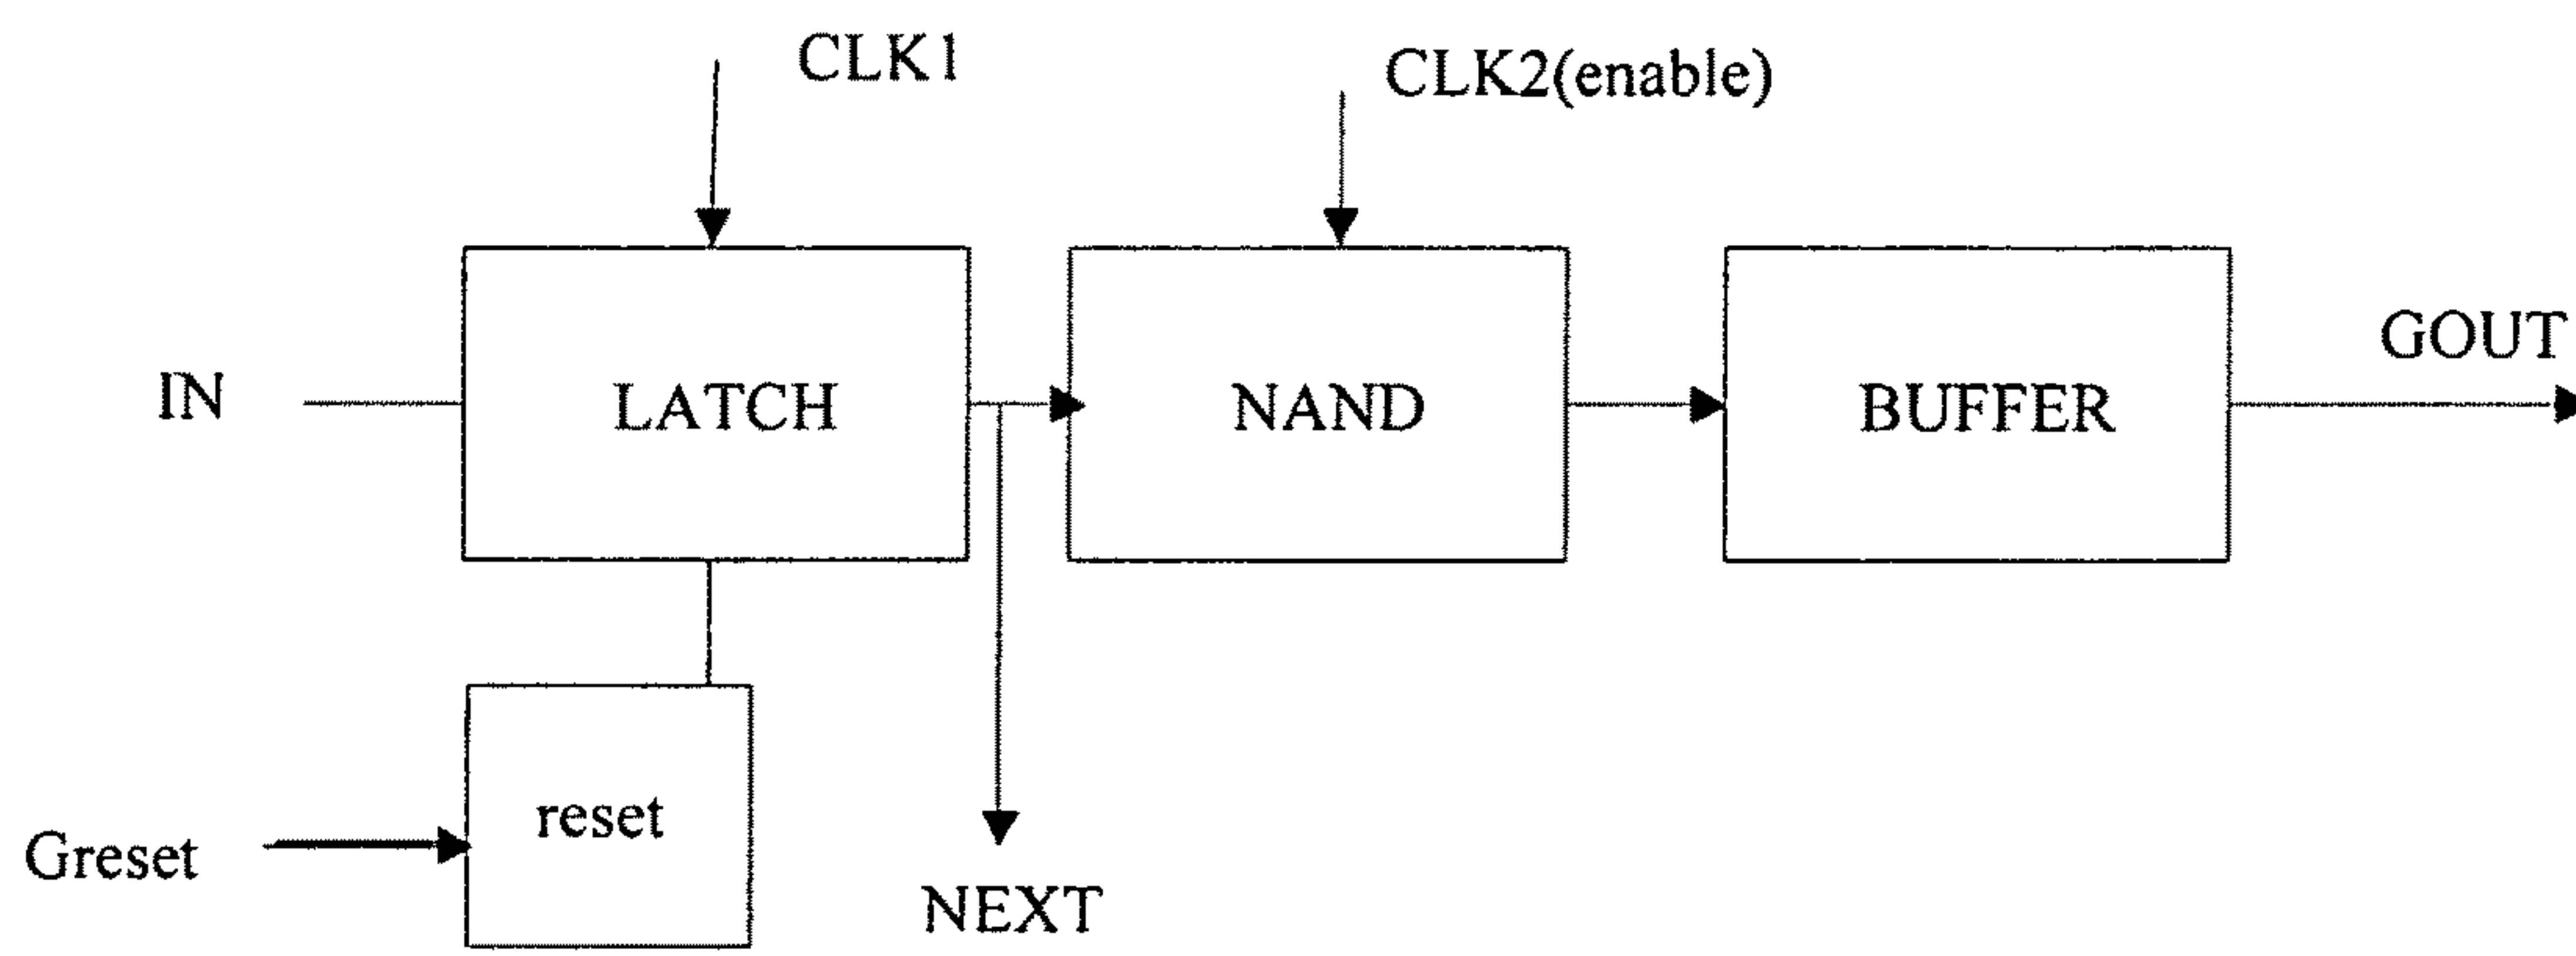 CLK1
CLK2(enable)
IN
LATCH
NAND
BUFFER
GOUT
Greset
reset
NEXT